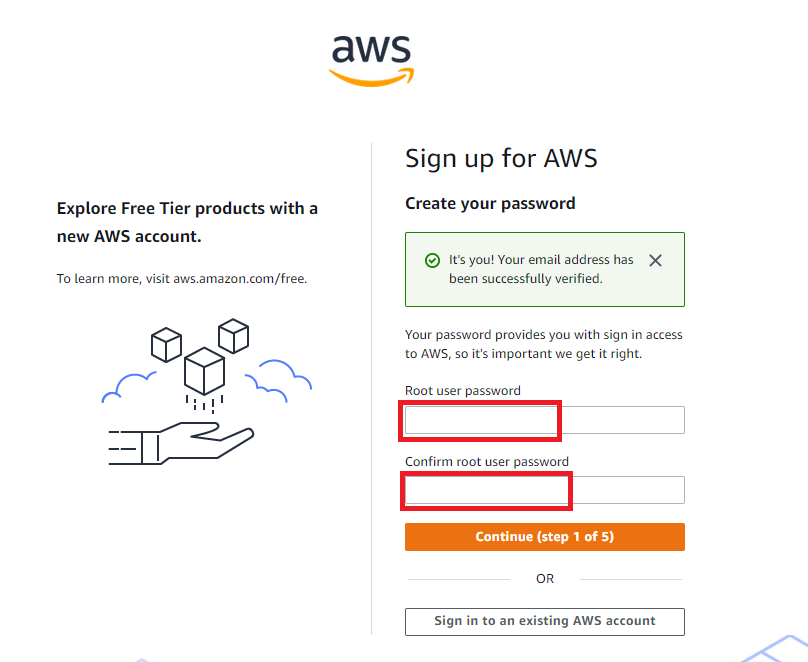 aws
Explore Free Tier products with a
new AWS account.
To learn more, visit aws.amazon.com/free.
Sign up for AWS
Create your password
It's you! Your email address has
been successfully verified.
Your password provides you with sign in access
to AWS, so it's important we get it right.
Root user password
Confirm root user password
Continue (step 1 of 5)
OR
Sign in to an existing AWS account